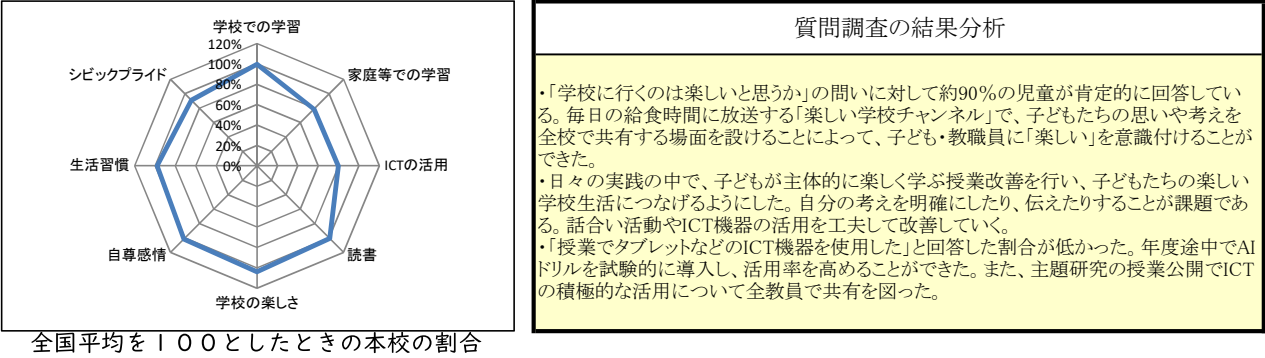 学校での学習
120%
100%
80%
60%
40%
20%
0%
家庭等での学習
ICTの活用
読書
学校の楽しさ
自尊感情
生活習慣
シビックプライド
全国平均を100としたときの本校の割合
質問調査の結果分析
・「学校に行くのは楽しいと思うか」の問いに対して約90%の児童が肯定的に回答してい
る。毎日の給食時間に放送する「楽しい学校チャンネル」で、子どもたちの思いや考えを
全校で共有する場面を設けることによって、子ども・教職員に「楽しい」を意識付けることが
できた。
・日々の実践の中で、子どもが主体的に楽しく学ぶ授業改善を行い、子どもたちの楽しい
学校生活につなげるようにした。自分の考えを明確にしたり、伝えたりすることが課題であ
る。話合い活動やICT機器の活用を工夫して改善していく。
・「授業でタブレットなどのICT機器を使用した」と回答した割合が低かった。年度途中でAI
ドリルを試験的に導入し、活用率を高めることができた。また、主題研究の授業公開でICT
の積極的な活用について全教員で共有を図った。